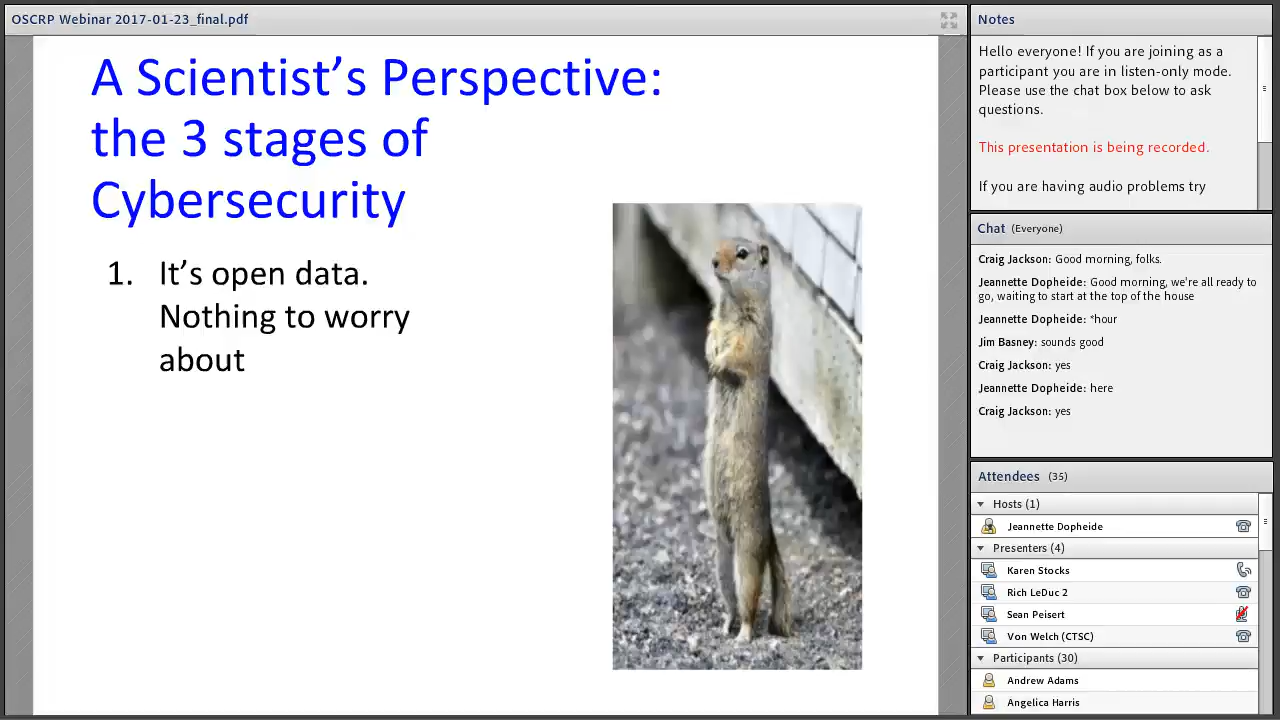 OSCRP Webinar 2017-01-23_final.pdf
A Scientist’s Perspective:
the 3 stages of
Cybersecurity
1. It’s open data.
Nothing to worry
about
Notes
Hello everyone! If you are joining as a
participant you are in listen-only mode.
Please use the chat box below to ask
questions.
This presentation is being recorded.
If you are having audio problems try
Chat (Everyone)
Craig Jackson: Good morning, folks.
Jeannette Dopheide: Good morning, we're all ready to
go, waiting to start at the top of the house
Jeannette Dopheide: *hour
Jim Basney: sounds good
Craig Jackson: yes
Jeannette Dopheide: here
Craig Jackson: yes
Attendees (35)
Hosts (1)
Jeannette Dopheide
Presenters (4)
Karen Stocks
Rich LeDuc 2
Sean Peisert
Von Welch (CTSC)
Participants (30)
Andrew Adams
Angelica Harris